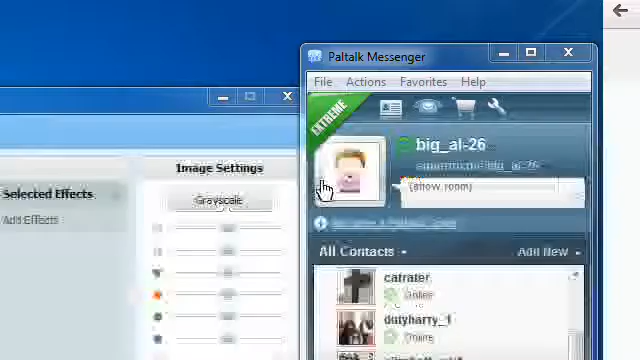 Paltalk Messenger
File Actions Favorites Help
EXTREME
big_al-26
(show room)
Image Settings
Selected Effects
Grayscale
Add Effects
All Contacts
Add New
catrater
Online
dutyharry_1
Online